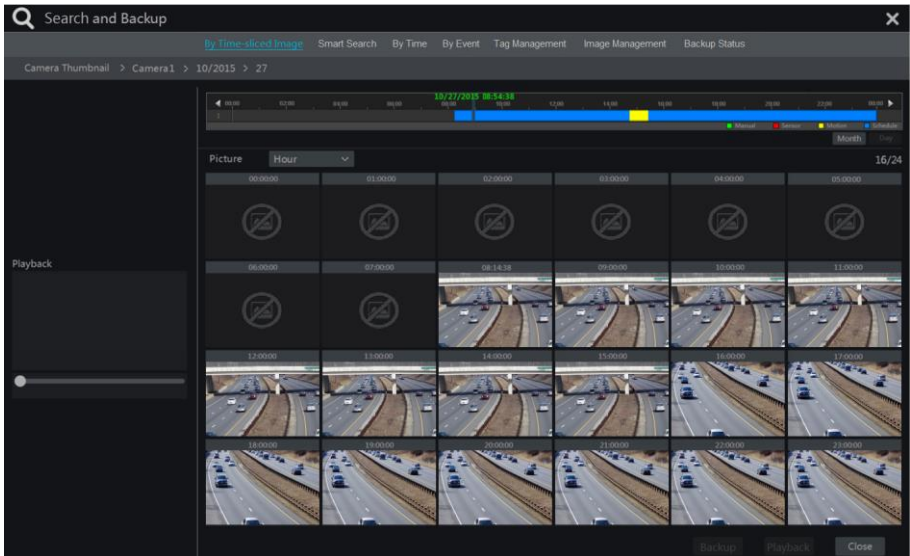 Search and Backup
By Time-sliced Image Smart Search By Time By Event Tag Management Image Management Backup Status
Camera Thumbnail > Camera1 > 10/2015 > 27
10/27/2015 08:54:38
00:00 02:00 04:00 06:00 08:00 10:00 12:00 14:00 16:00 18:00 20:00 22:00 00:00
1
Manual Sensor Motion Schedule
Month Day
Picture Hour 16/24
00:00:00 01:00:00 02:00:00 03:00:00 04:00:00 05:00:00
Playback
06:00:00 07:00:00 08:14:38 09:00:00 10:00:00 11:00:00
12:00:00 13:00:00 14:00:00 15:00:00 16:00:00 17:00:00
18:00:00 19:00:00 20:00:00 21:00:00 22:00:00 23:00:00
Backup Playback Close